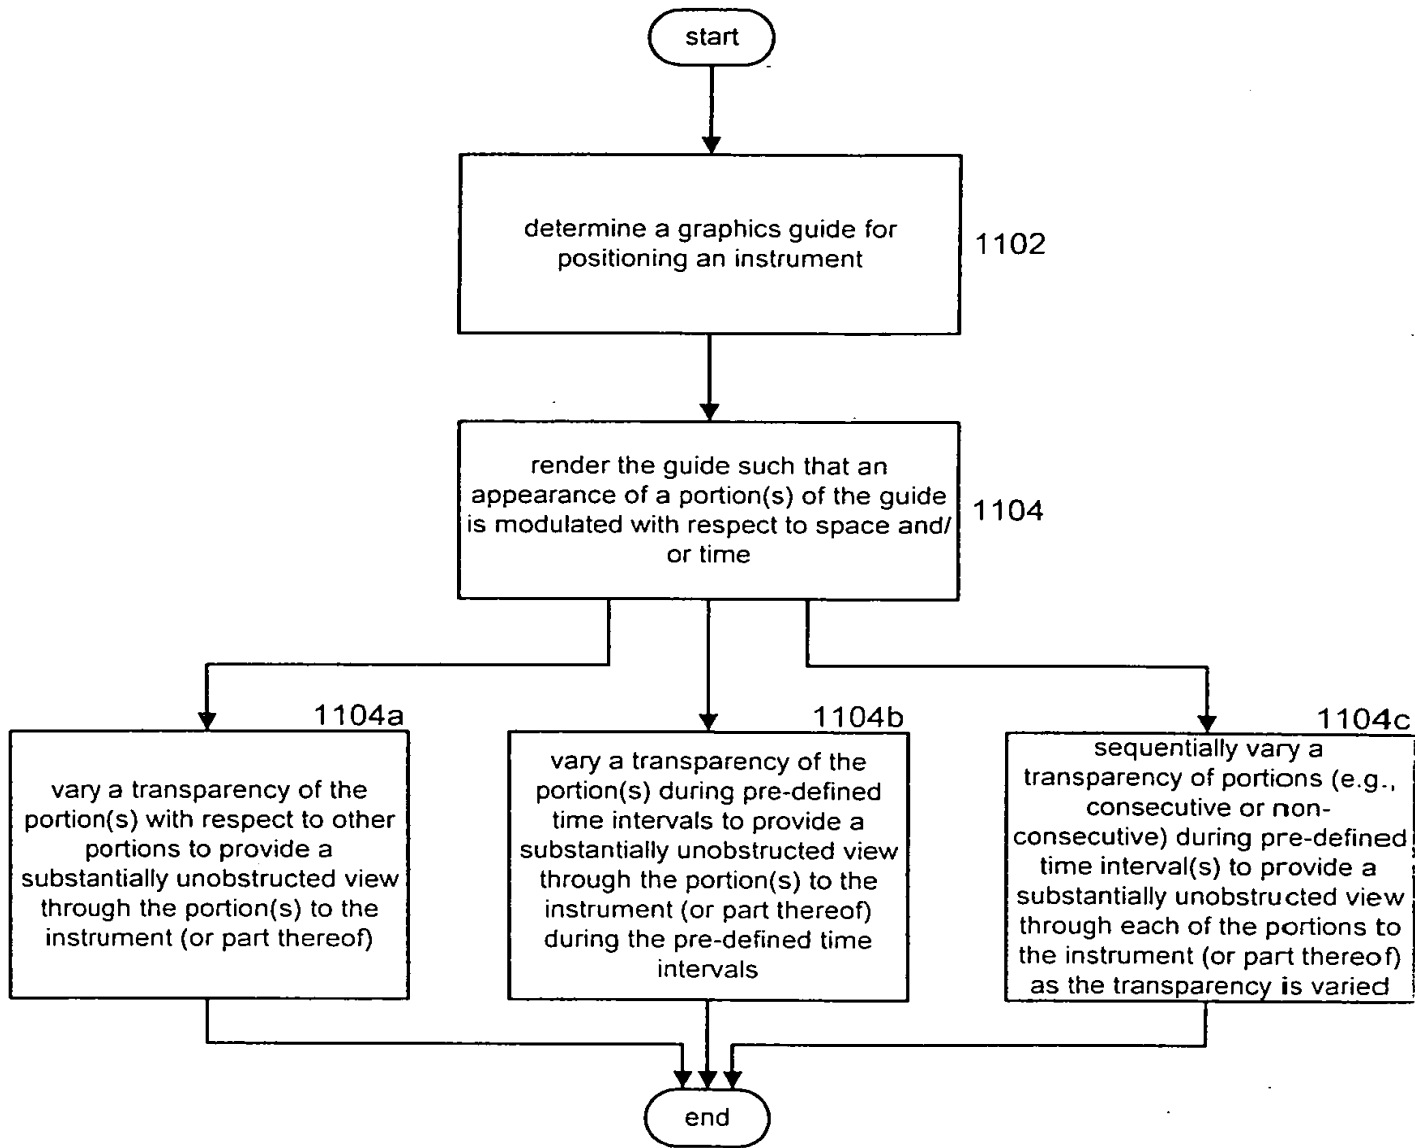 start
determine a graphics guide for
positioning an instrument
1102
render the guide such that an
appearance of a portion(s) of the guide
is modulated with respect to space and/
or time
1104
1104a
vary a transparency of the
portion(s) with respect to other
portions to provide a
substantially unobstructed view
through the portion(s) to the
instrument (or part thereof)
1104b
vary a transparency of the
portion(s) during pre-defined
time intervals to provide a
substantially unobstructed view
through the portion(s) to the
instrument (or part thereof)
during the pre-defined time
intervals
1104c
sequentially vary a
transparency of portions (e.g.,
consecutive or non-
consecutive) during pre-defined
time interval(s) to provide a
substantially unobstructed view
through each of the portions to
the instrument (or part thereof)
as the transparency is varied
end